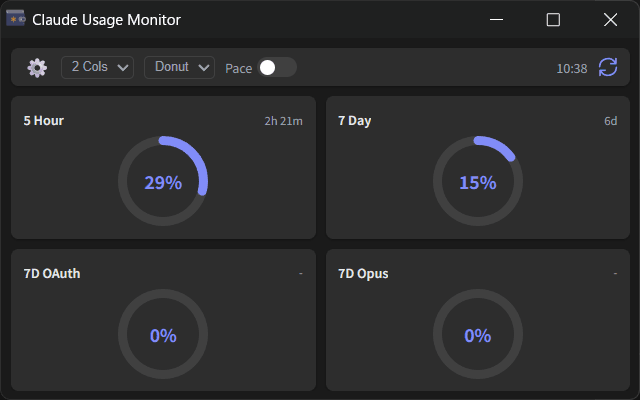 Claude Usage Monitor
2 Cols Donut Pace 10:38
5 Hour 2h 21m
29%
7 Day 6d
15%
7D OAuth -
0%
7D Opus -
0%